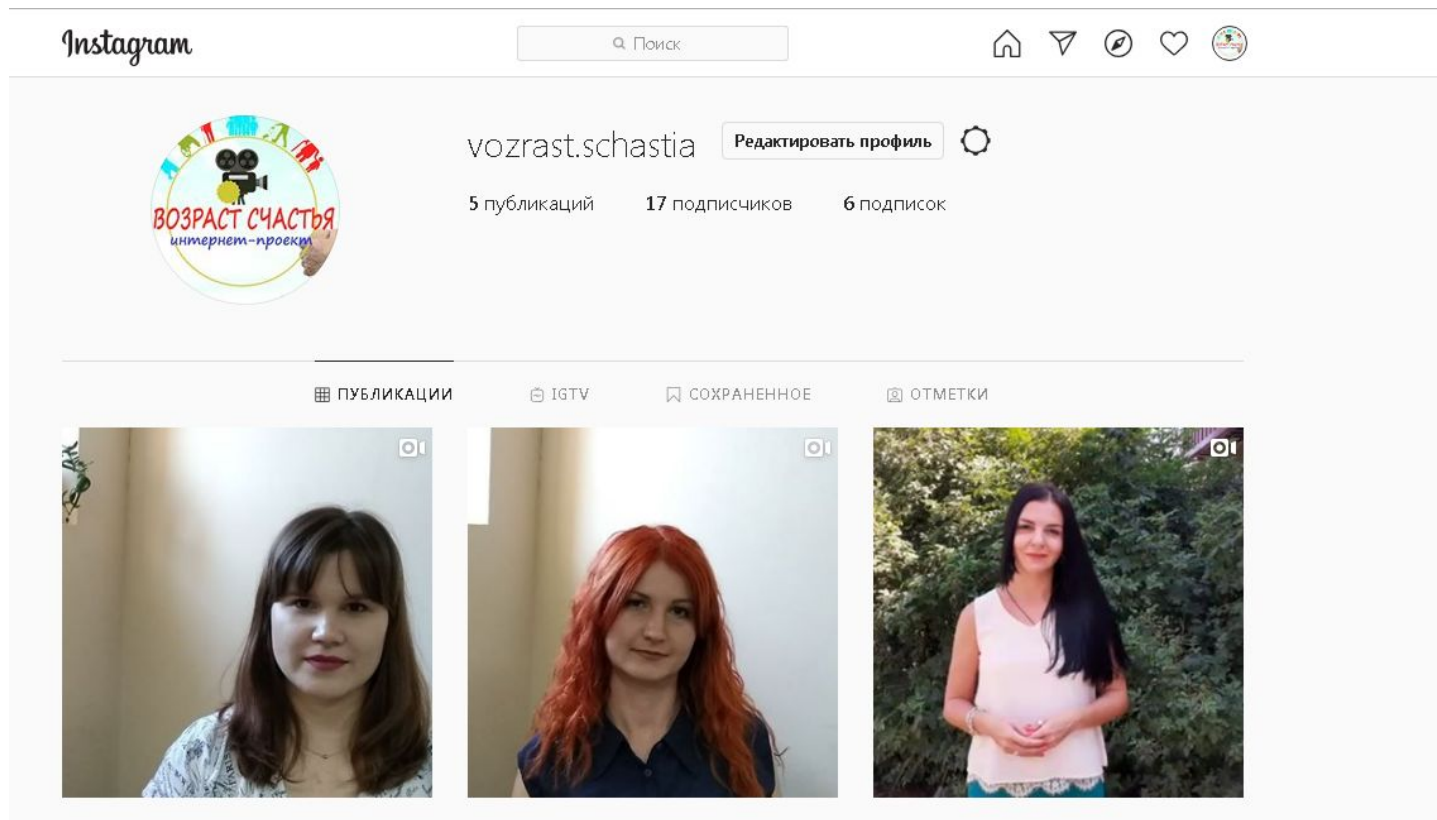 Instagram
Поиск
vozrast.schastia Редактировать профиль
5 публикаций 17 подписчиков 6 подписок
ВОЗРАСТ СЧАСТЬЯ
интернет-проект
ПУБЛИКАЦИИ IGTV СОХРАНЕННОЕ ОТМЕТКИ